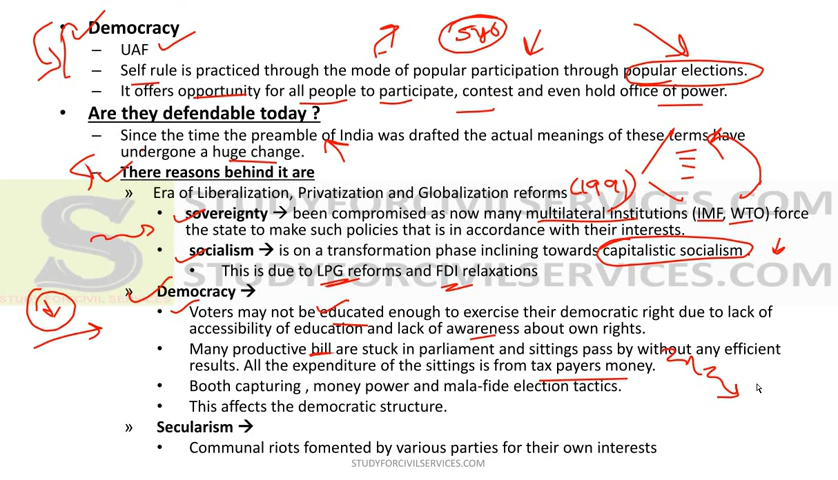 • Democracy
– UAF
546
– Self rule is practiced through the mode of popular participation through popular elections.
– It offers opportunity for all people to participate, contest and even hold office of power.
• Are they defendable today ?
– Since the time the preamble of India was drafted the actual meanings of these terms have
undergone a huge change.
– There reasons behind it are
» Era of Liberalization, Privatization and Globalization reforms (1991)
• sovereignty → been compromised as now many multilateral institutions (IMF, WTO) force
the state to make such policies that is in accordance with their interests.
• socialism → is on a transformation phase inclining towards capitalistic socialism.
• This is due to LPG reforms and FDI relaxations
» Democracy →
• Voters may not be educated enough to exercise their democratic right due to lack of
accessibility of education and lack of awareness about own rights.
• Many productive bill are stuck in parliament and sittings pass by without any efficient
results. All the expenditure of the sittings is from tax payers money.
• Booth capturing , money power and mala-fide election tactics.
• This affects the democratic structure.
» Secularism →
• Communal riots fomented by various parties for their own interests
STUDYFORCIVILSERVICES.COM